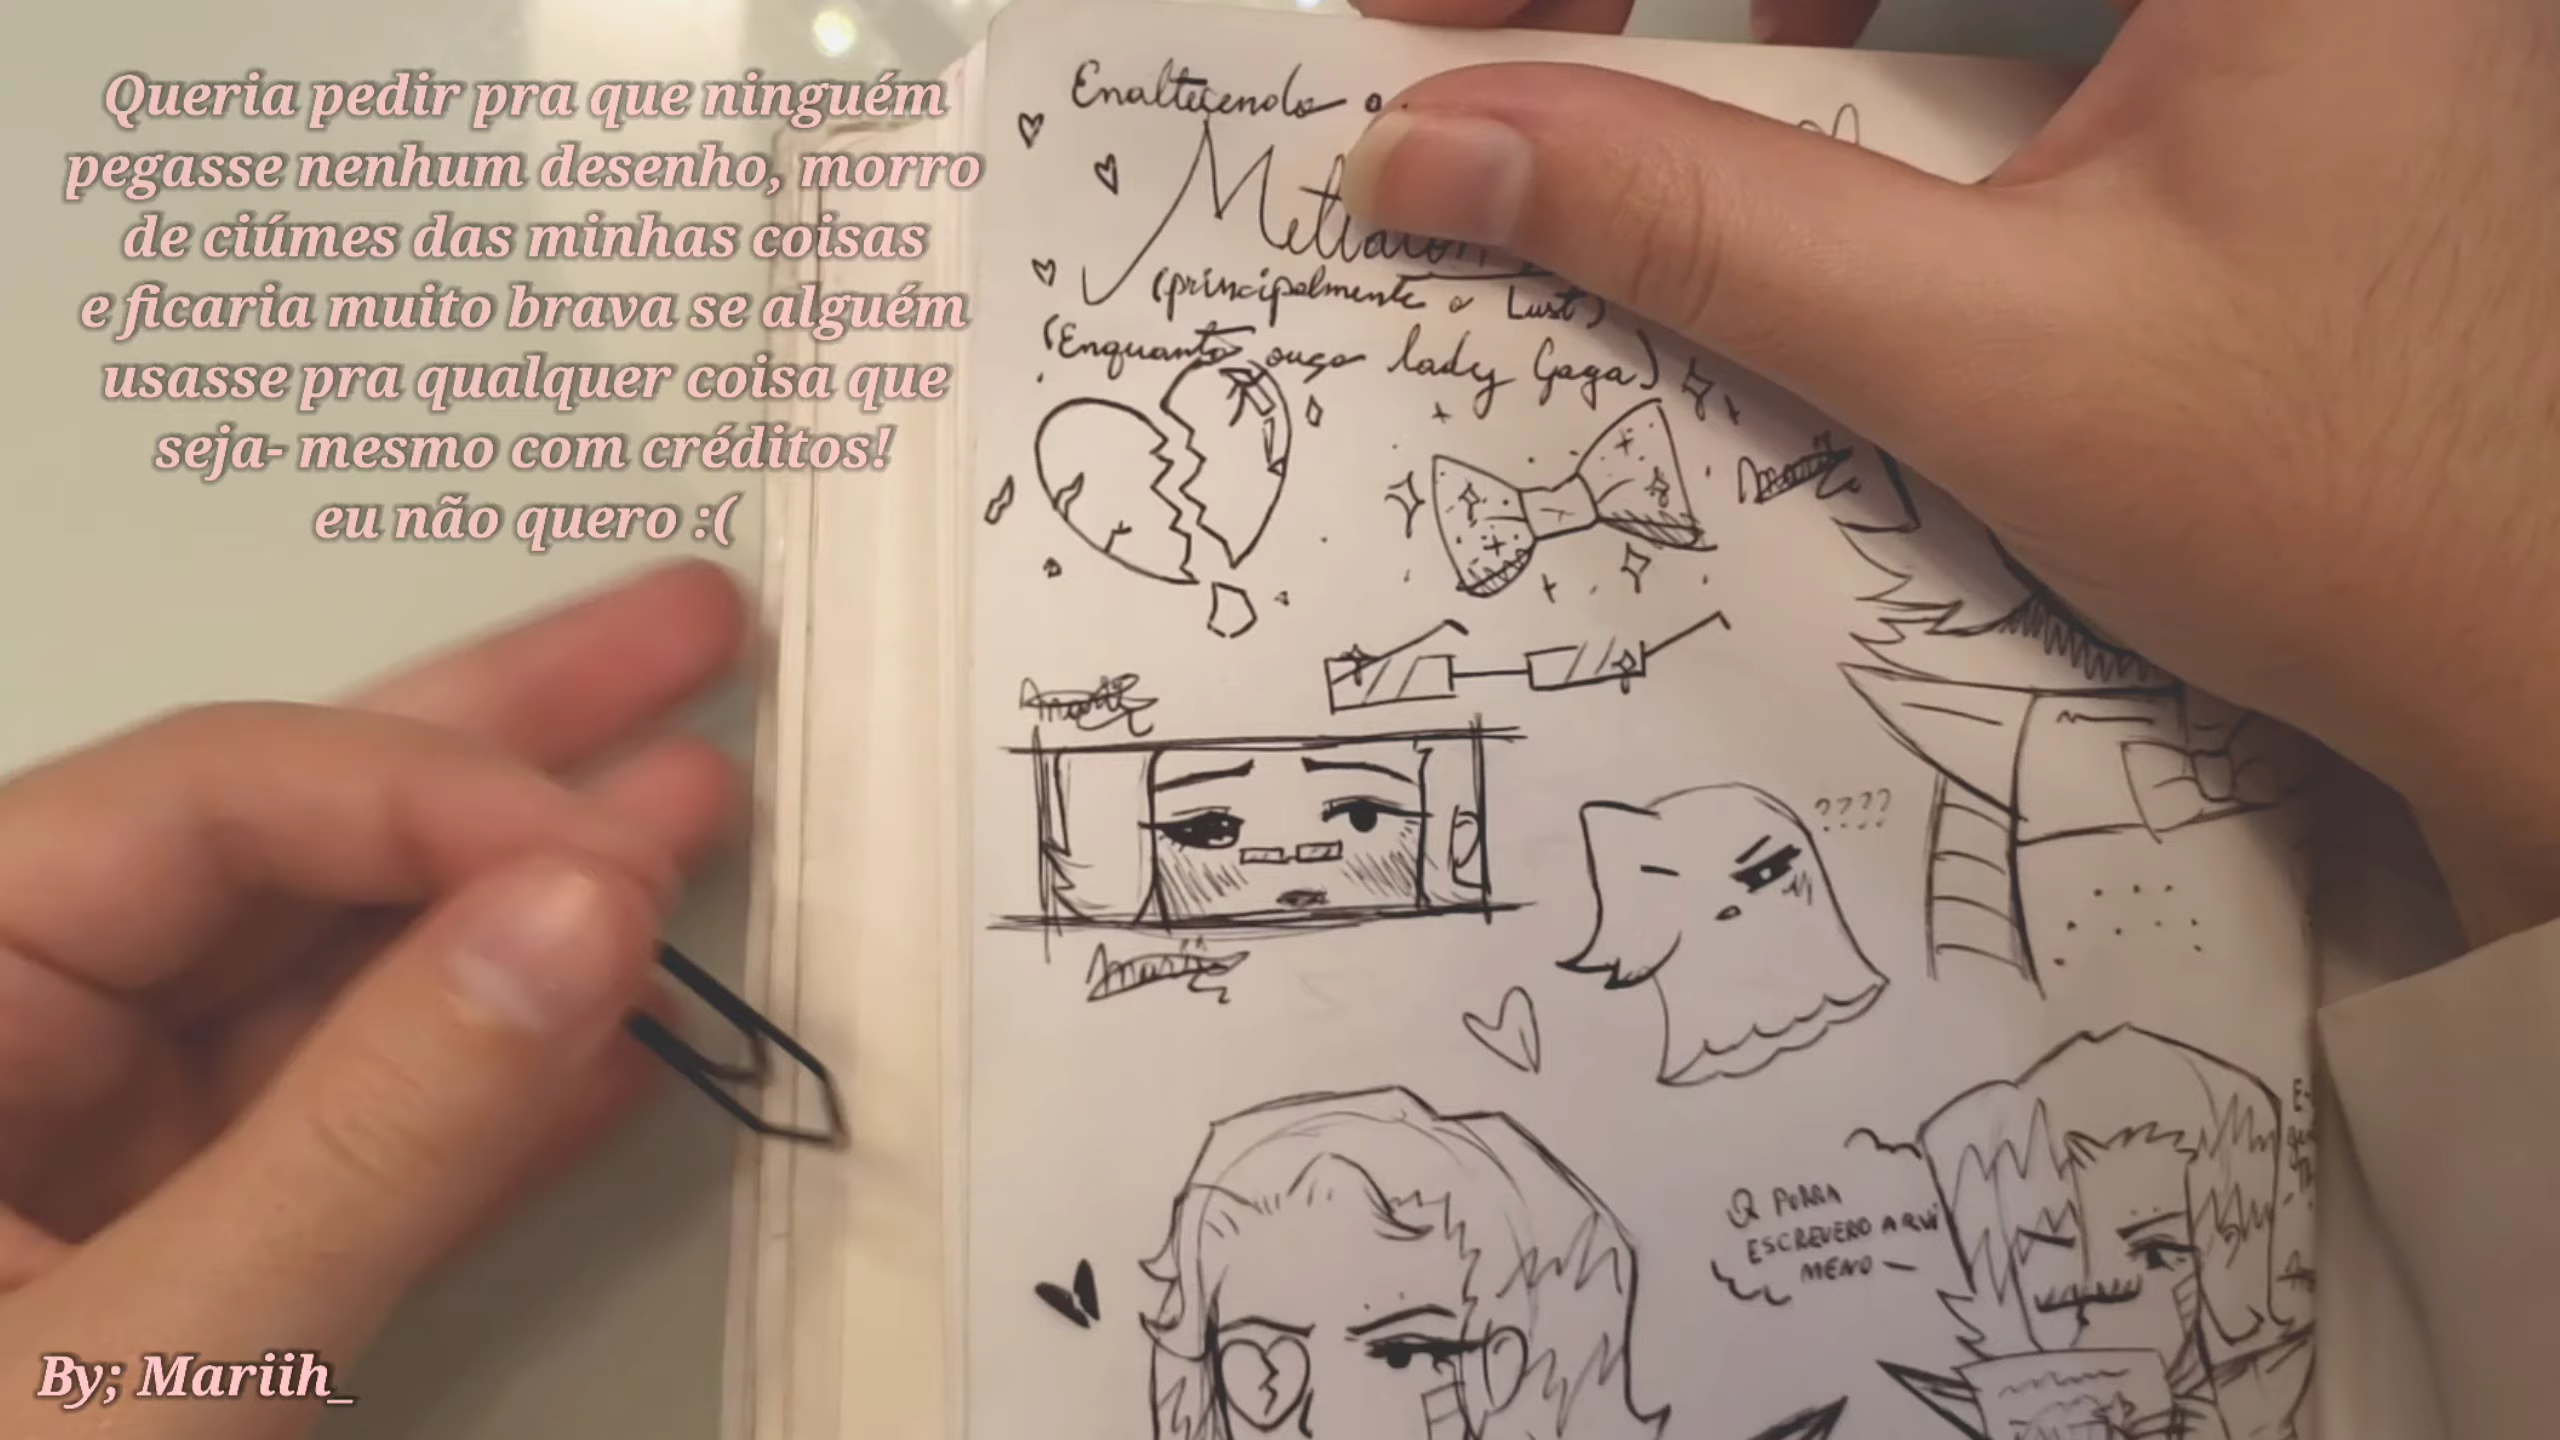 Queria pedir pra que ninguém
pegasse nenhum desenho, morro
de ciúmes das minhas coisas
e ficaria muito brava se alguém
usasse pra qualquer coisa que
seja- mesmo com créditos!
eu não quero :(
By; Mariih_
Enaltecendo o
(principalmente o Lust)
(Enquanto ouço lady Gaga)
????
Q PORRA
ESCREVERO ARUI
MEMO